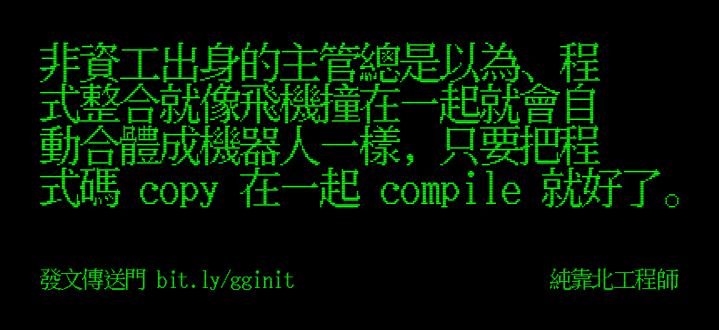 非資工出身的主管總是以為、程
式整合就像飛機撞在一起就會自
動合體成機器人一樣，只要把程
式碼 copy 在一起 compile 就好了。
發文傳送門 bit.ly/gginit
純靠北工程師